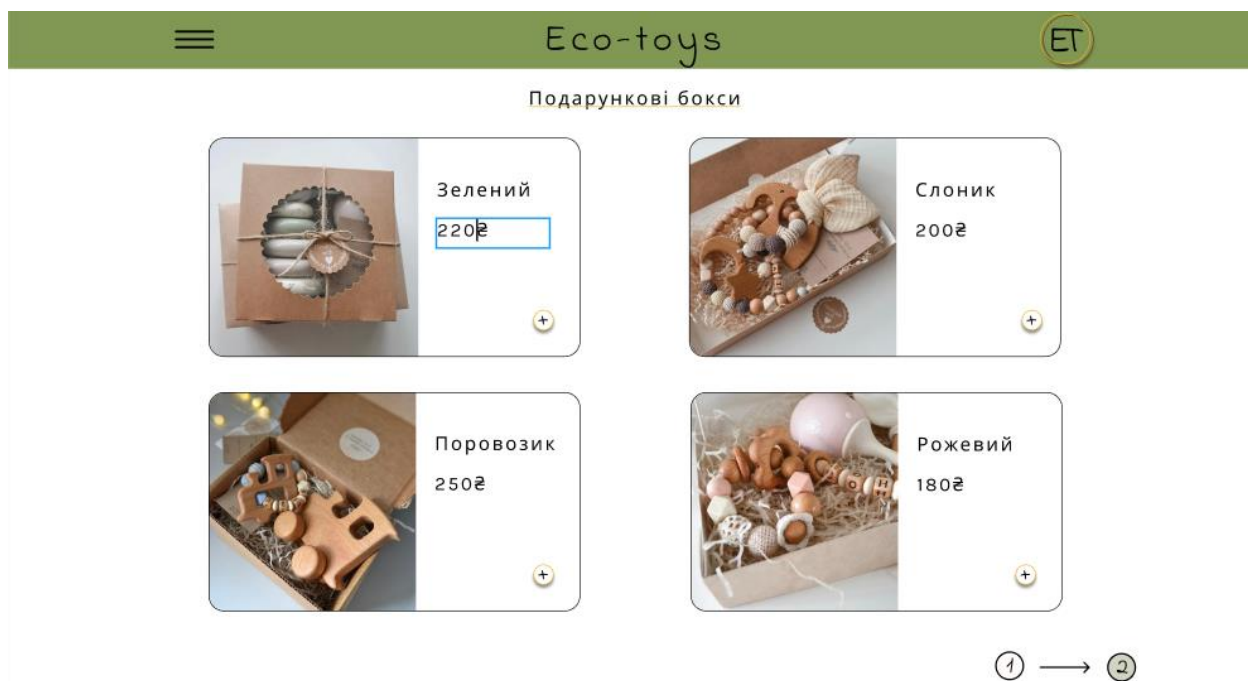 Eco-toys
ET
Подарункові бокси
Зелений
220₴
Слоник
200₴
Поровозик
250₴
Рожевий
180₴
1
2